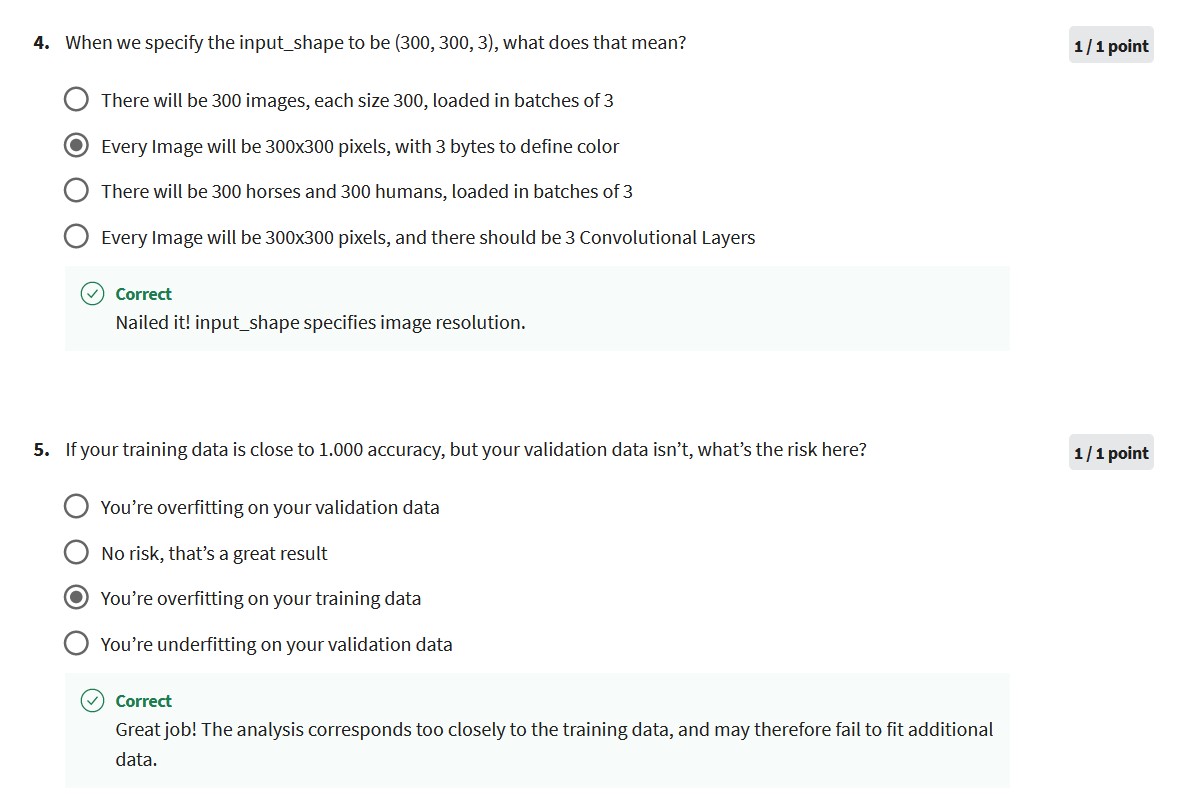 4. When we specify the input_shape to be (300, 300, 3), what does that mean?
1 / 1 point
There will be 300 images, each size 300, loaded in batches of 3
Every Image will be 300x300 pixels, with 3 bytes to define color
There will be 300 horses and 300 humans, loaded in batches of 3
Every Image will be 300x300 pixels, and there should be 3 Convolutional Layers
Correct
Nailed it! input_shape specifies image resolution.
5. If your training data is close to 1.000 accuracy, but your validation data isn’t, what’s the risk here?
1 / 1 point
You’re overfitting on your validation data
No risk, that’s a great result
You’re overfitting on your training data
You’re underfitting on your validation data
Correct
Great job! The analysis corresponds too closely to the training data, and may therefore fail to fit additional
data.